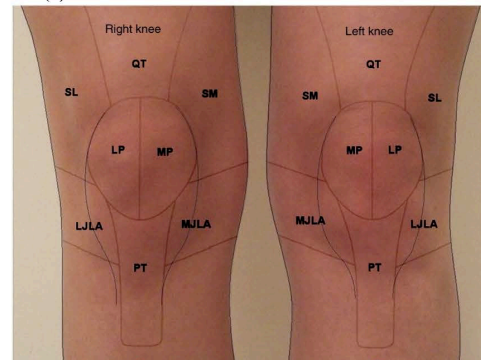 Right knee
Left knee
QT
QT
SL
SM
SM
SL
LP
MP
MP
LP
LJLA
MJLA
MJLA
LJLA
PT
PT